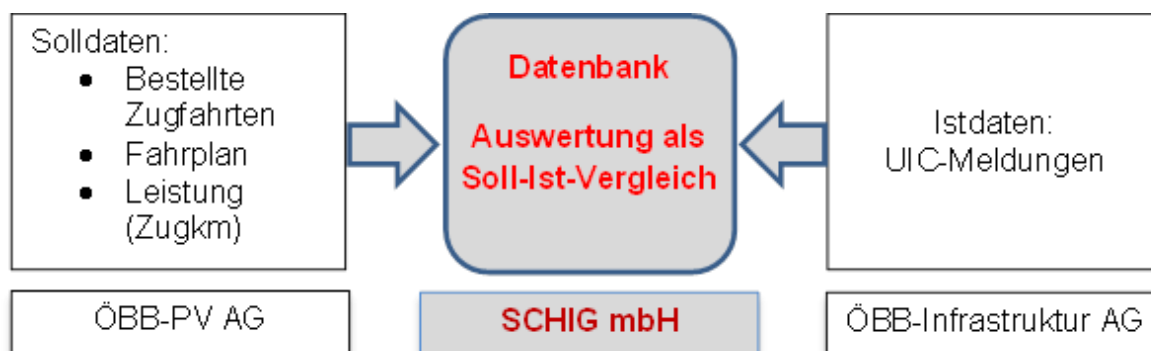 Solldaten:
• Bestellte
Zugfahrten
• Fahrplan
• Leistung
(Zugkm)
Datenbank
Auswertung als
Soll-Ist-Vergleich
Istdaten:
UIC-Meldungen
ÖBB-PV AG
SCHIG mbH
ÖBB-Infrastruktur AG